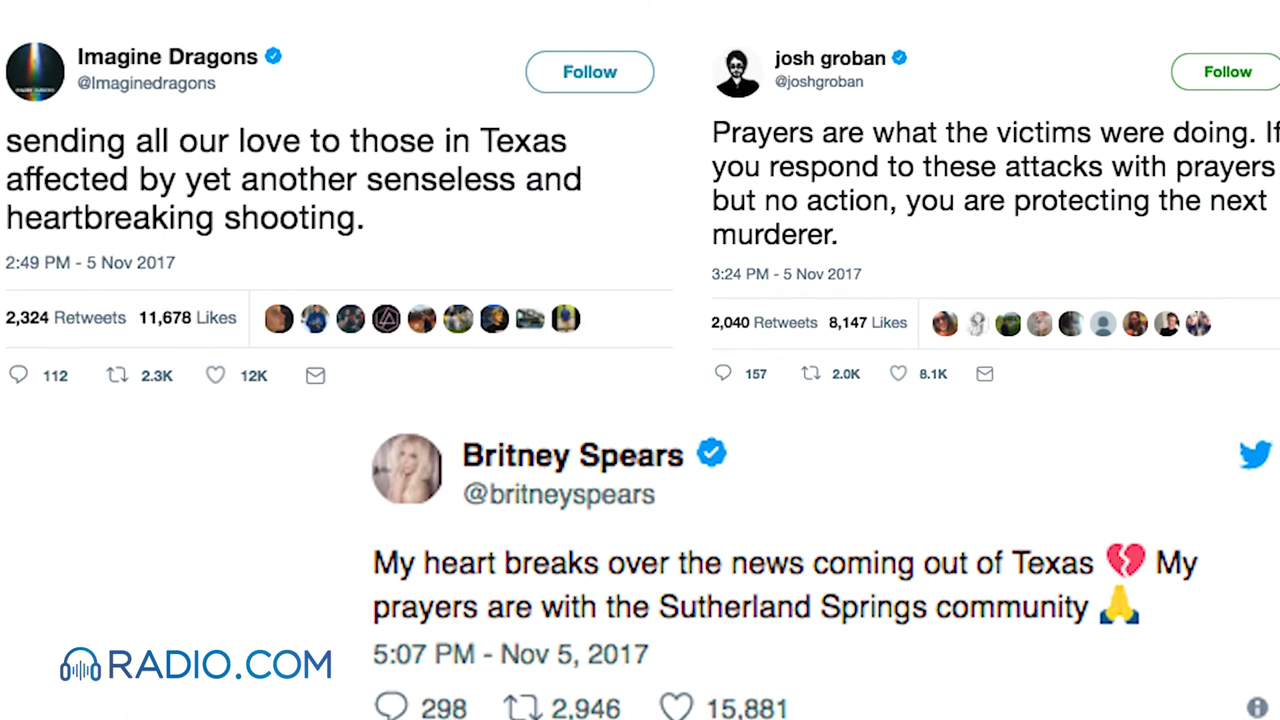 Imagine Dragons
@Imaginedragons
Follow
sending all our love to those in Texas
affected by yet another senseless and
heartbreaking shooting.
2:49 PM - 5 Nov 2017
2,324 Retweets 11,678 Likes
112 2.3K 12K
josh groban
@joshgroban
Follow
Prayers are what the victims were doing. If
you respond to these attacks with prayers
but no action, you are protecting the next
murderer.
3:24 PM - 5 Nov 2017
2,040 Retweets 8,147 Likes
157 2.0K 8.1K
Britney Spears
@britneyspears
My heart breaks over the news coming out of Texas 💔 My
prayers are with the Sutherland Springs community 🙏
5:07 PM - Nov 5, 2017
298 2,946 15,881
RADIO.COM